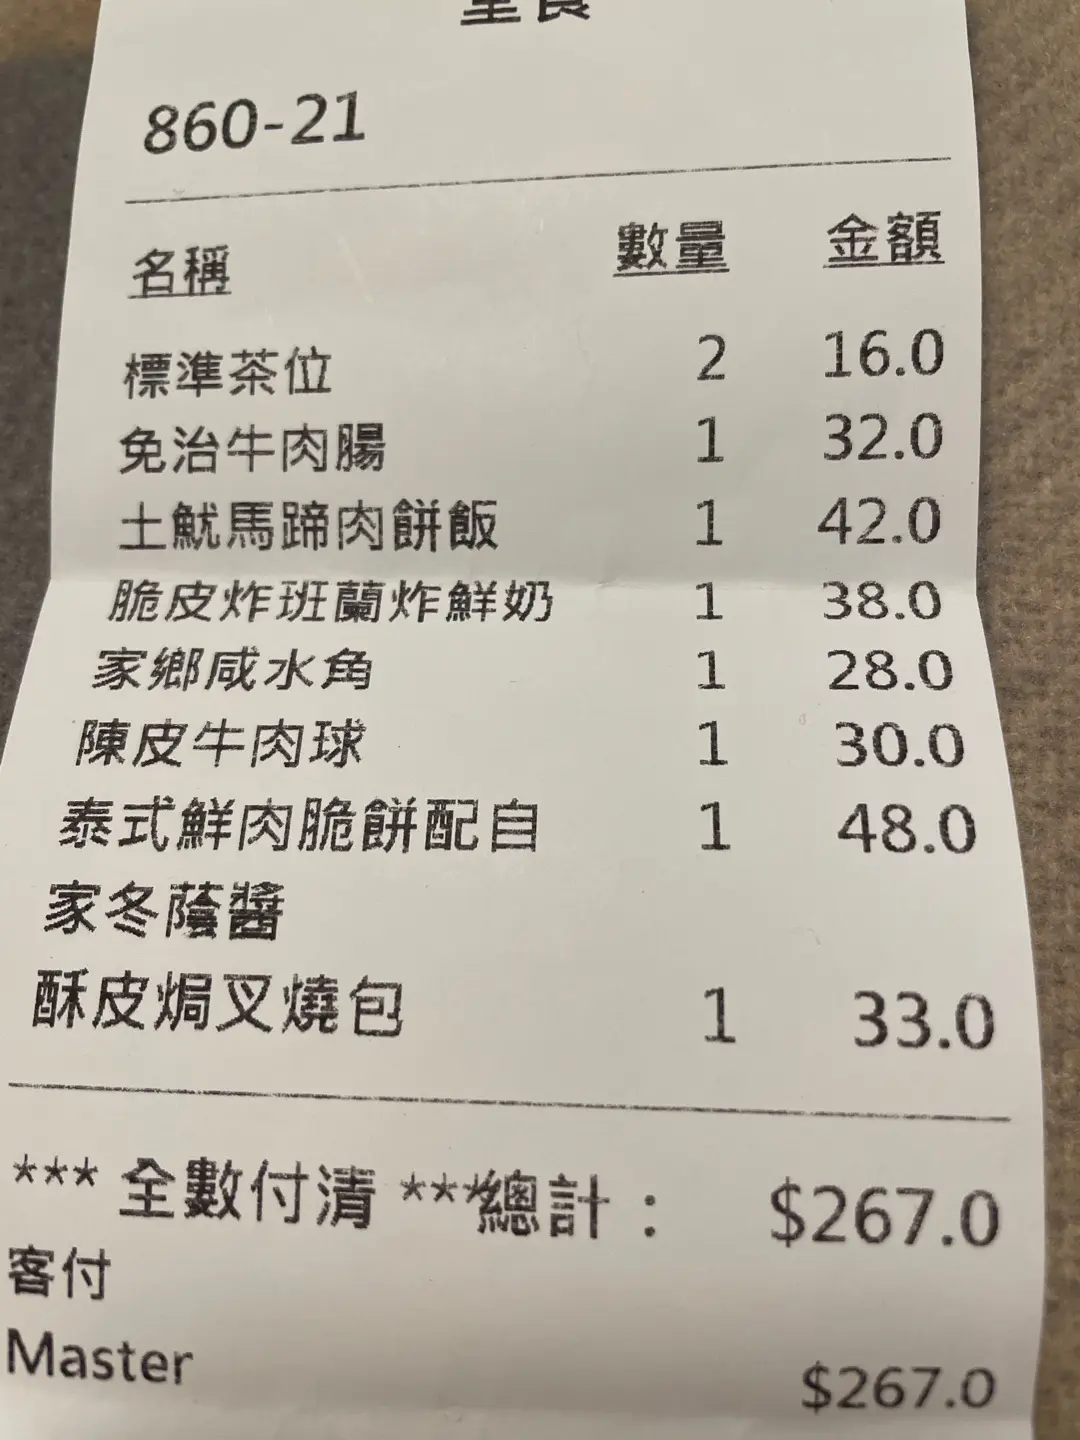 堂食
860-21
名稱 數量 金額
標準茶位 2 16.0
免治牛肉腸 1 32.0
土魷馬蹄肉餅飯 1 42.0
脆皮炸班蘭炸鮮奶 1 38.0
家鄉咸水角 1 28.0
陳皮牛肉球 1 30.0
泰式鮮肉脆餅配自 1 48.0
家冬蔭醬
酥皮焗叉燒包 1 33.0
*** 全數付清 ***總計： $267.0
客付
Master $267.0